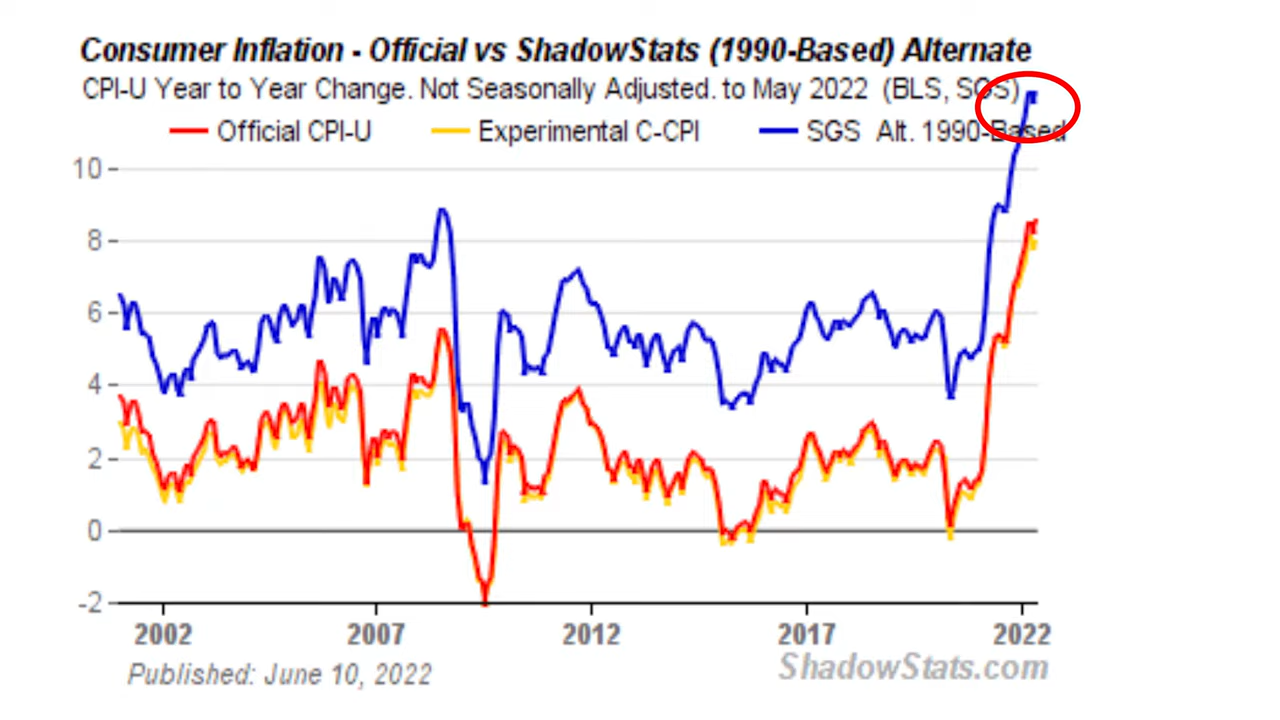 Consumer Inflation - Official vs ShadowStats (1990-Based) Alternate
CPI-U Year to Year Change. Not Seasonally Adjusted. to May 2022 (BLS, SGS)
Official CPI-U Experimental C-CPI SGS Alt. 1990-Based
10
8
6
4
2
0
-2
2002 2007 2012 2017 2022
Published: June 10, 2022
ShadowStats.com